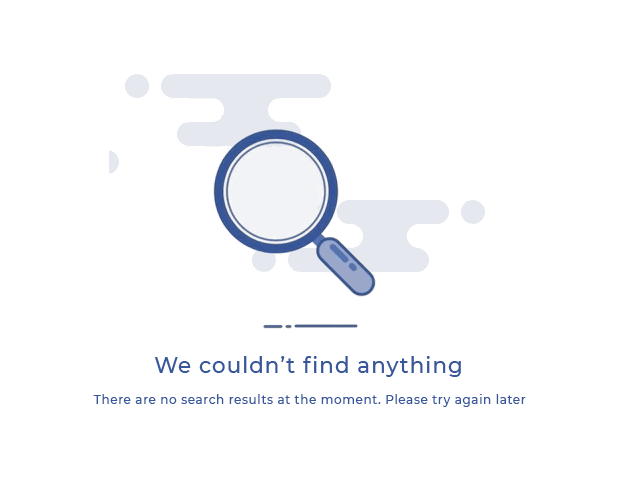 We couldn’t find anything
There are no search results at the moment. Please try again later